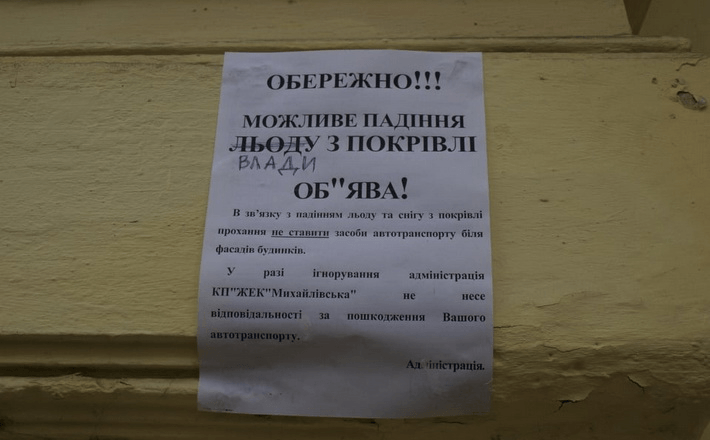 ОБЕРЕЖНО!!!
МОЖЛИВЕ ПАДІННЯ
ЛЬОДУ З ПОКРІВЛІ
ВЛАДИ
ОБ"ЯВА!
В зв'язку з падінням льоду та снігу з покрівлі
прохання не ставити засоби автотранспорту біля
фасадів будинків.
У разі ігнорування адміністрація
КП"ЖЕК"Михайлівська" не несе
відповідальності за пошкодження Вашого
автотранспорту.
Адміністрація.